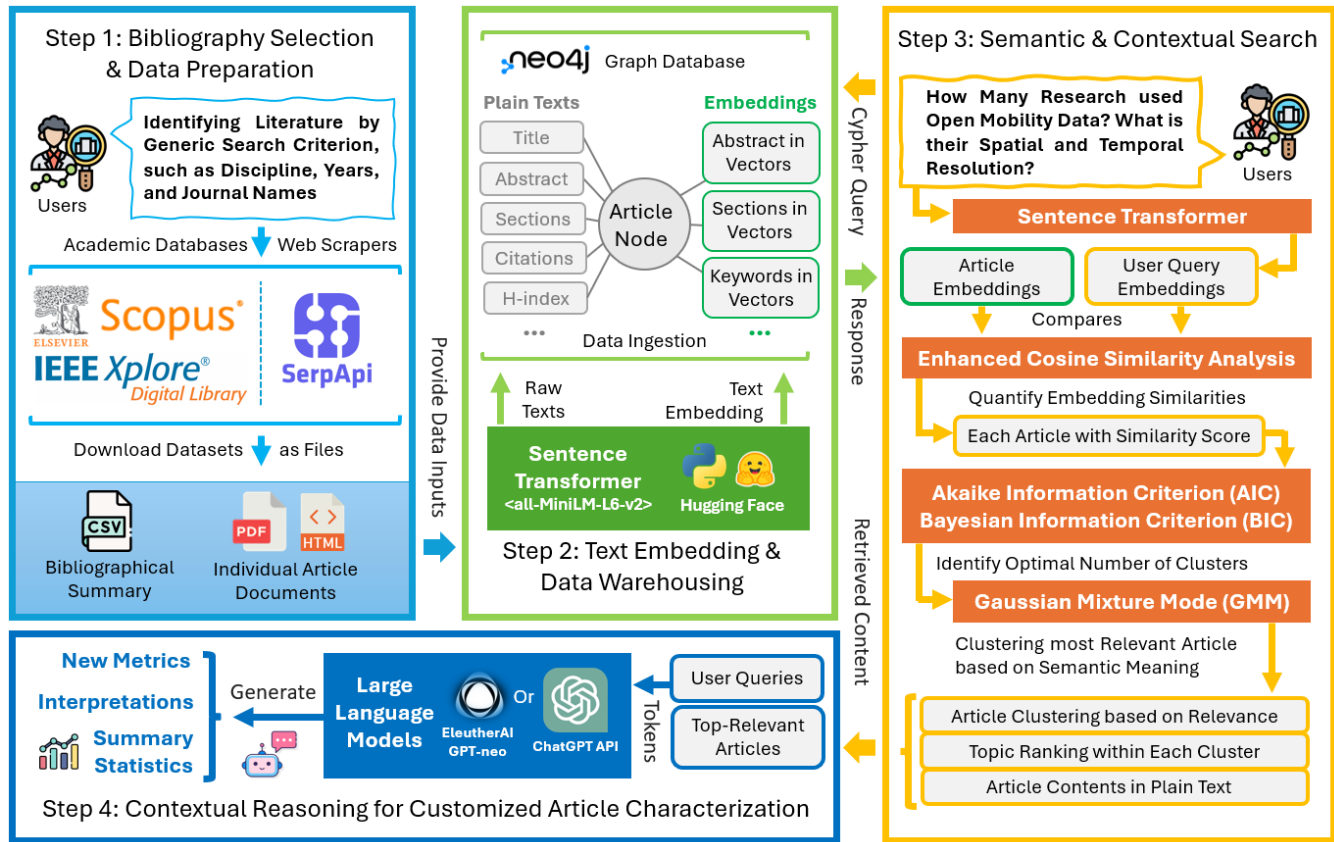 Step 1: Bibliography Selection
& Data Preparation
Users
Identifying Literature by
Generic Search Criterion,
such as Discipline, Years,
and Journal Names
Academic Databases
Web Scrapers
ELSEVIER
Scopus®
IEEE Xplore®
Digital Library
SerpApi
Download Datasets
as Files
CSV
PDF
HTML
Bibliographical
Summary
Individual Article
Documents
Provide Data Inputs
neo4j
Graph Database
Plain Texts
Title
Abstract
Sections
Citations
H-index
...
Article
Node
Embeddings
Abstract in
Vectors
Sections in
Vectors
Keywords in
Vectors
...
Data Ingestion
Raw
Texts
Text
Embedding
Sentence
Transformer
<all-MiniLM-L6-v2>
Hugging Face
Step 2: Text Embedding &
Data Warehousing
Cypher Query
Response
Step 3: Semantic & Contextual Search
How Many Research used
Open Mobility Data? What is
their Spatial and Temporal
Resolution?
Users
Sentence Transformer
Article
Embeddings
User Query
Embeddings
Compares
Enhanced Cosine Similarity Analysis
Quantify Embedding Similarities
Each Article with Similarity Score
Akaike Information Criterion (AIC)
Bayesian Information Criterion (BIC)
Identify Optimal Number of Clusters
Gaussian Mixture Mode (GMM)
Clustering most Relevant Article
based on Semantic Meaning
Article Clustering based on Relevance
Topic Ranking within Each Cluster
Article Contents in Plain Text
Retrieved Content
User Queries
Top-Relevant
Articles
Tokens
Large
Language
Models
EleutherAI
GPT-neo
Or
ChatGPT API
Generate
New Metrics
Interpretations
Summary
Statistics
Step 4: Contextual Reasoning for Customized Article Characterization